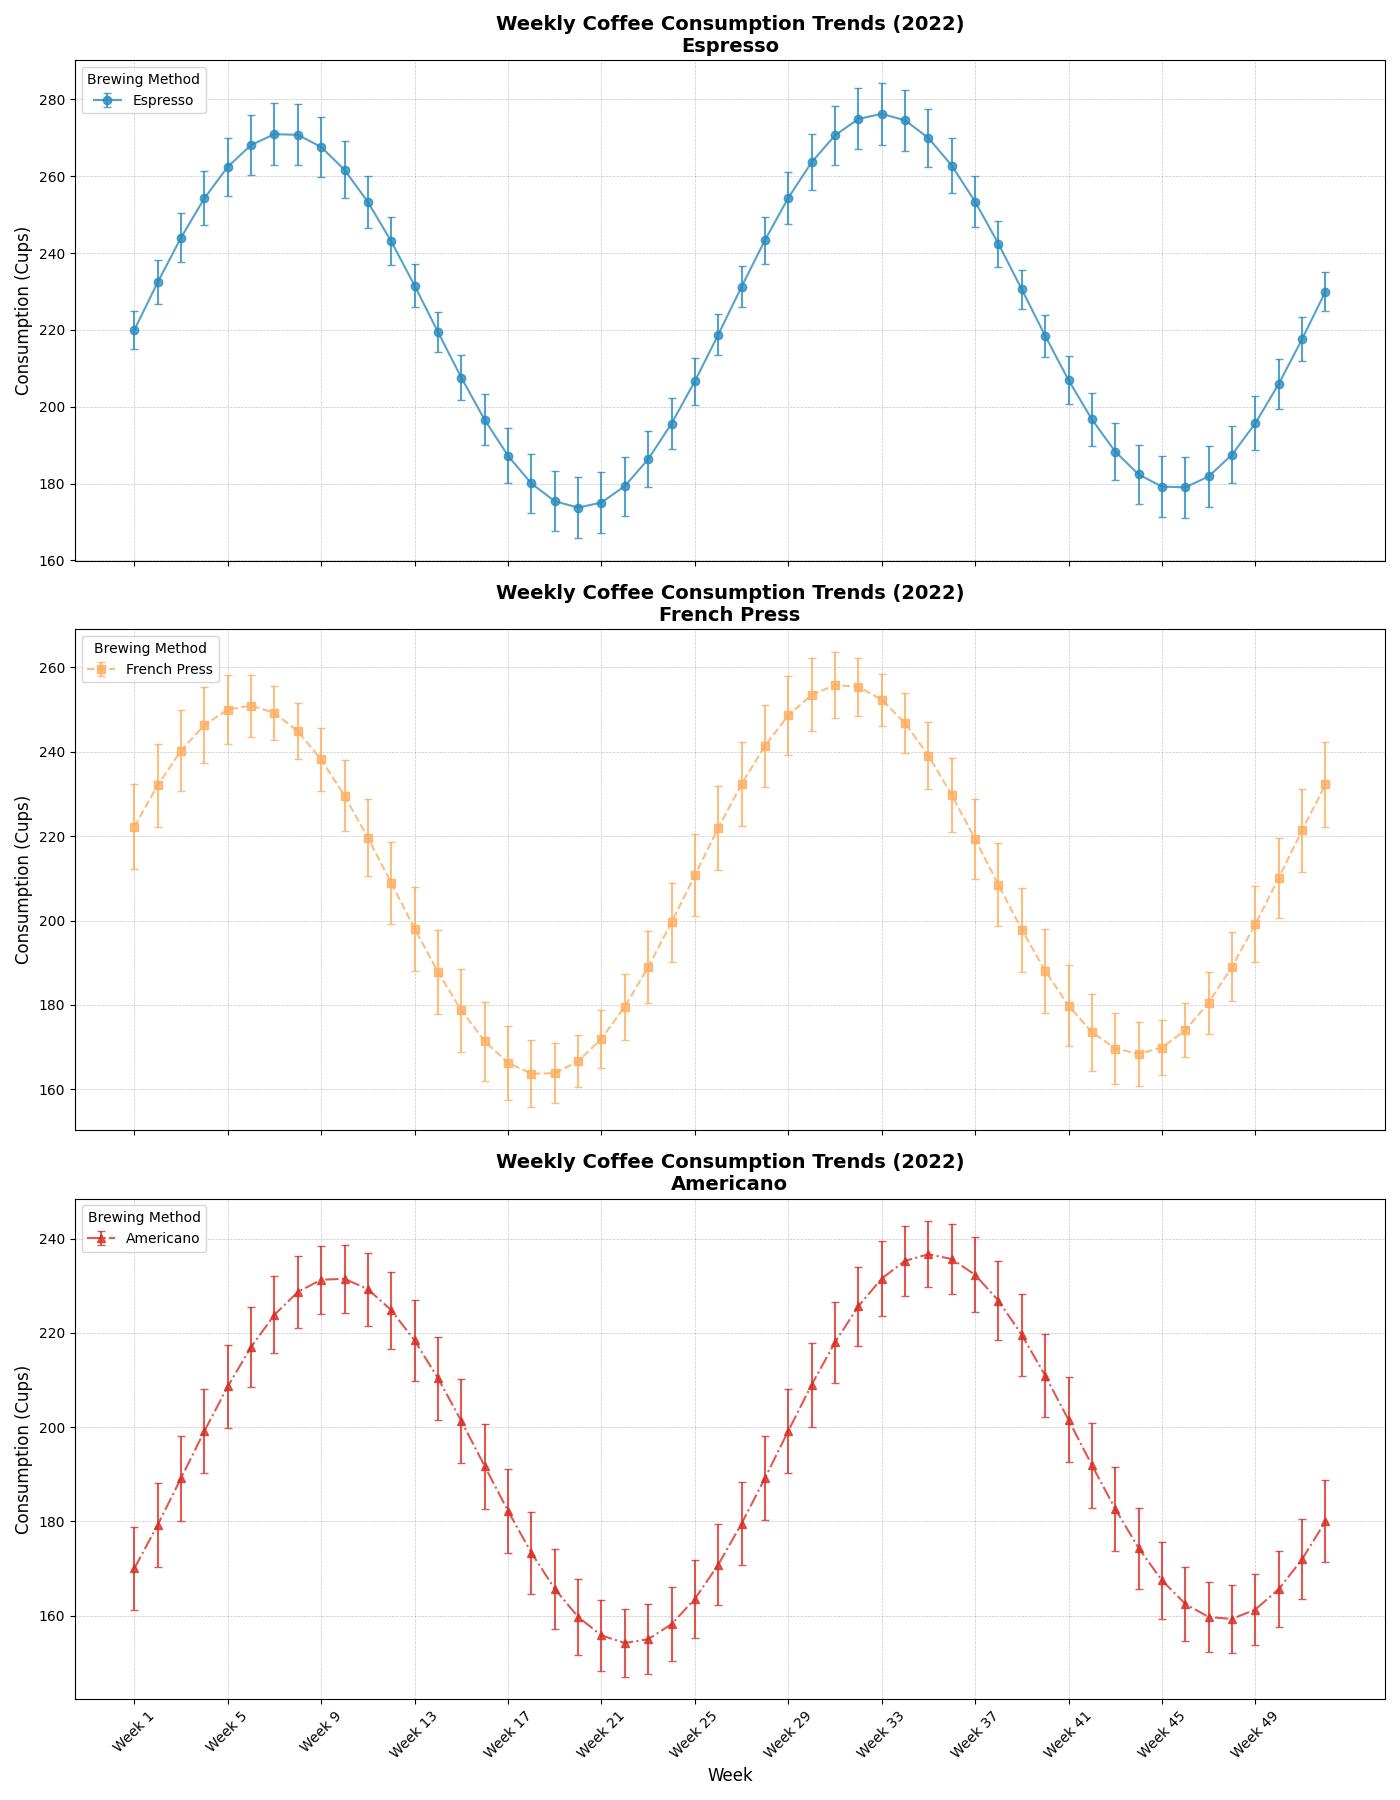 Weekly Coffee Consumption Trends (2022)
Espresso
Brewing Method
Espresso
Consumption (Cups)
280
260
240
220
200
180
160
Weekly Coffee Consumption Trends (2022)
French Press
Brewing Method
French Press
Consumption (Cups)
260
240
220
200
180
160
Weekly Coffee Consumption Trends (2022)
Americano
Brewing Method
Americano
Consumption (Cups)
240
220
200
180
160
Week 1
Week 5
Week 9
Week 13
Week 17
Week 21
Week 25
Week 29
Week 33
Week 37
Week 41
Week 45
Week 49
Week